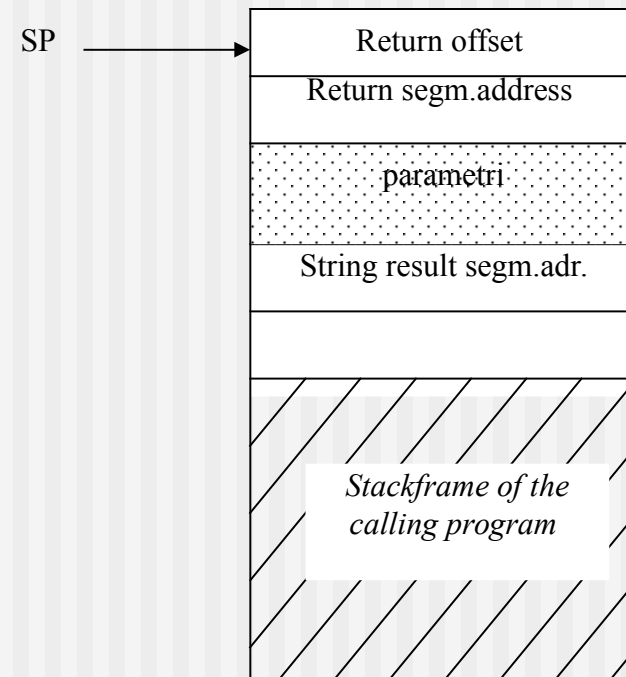 SP
Return offset
Return segm.address
parametri
String result segm.adr.
Stackframe of the
calling program